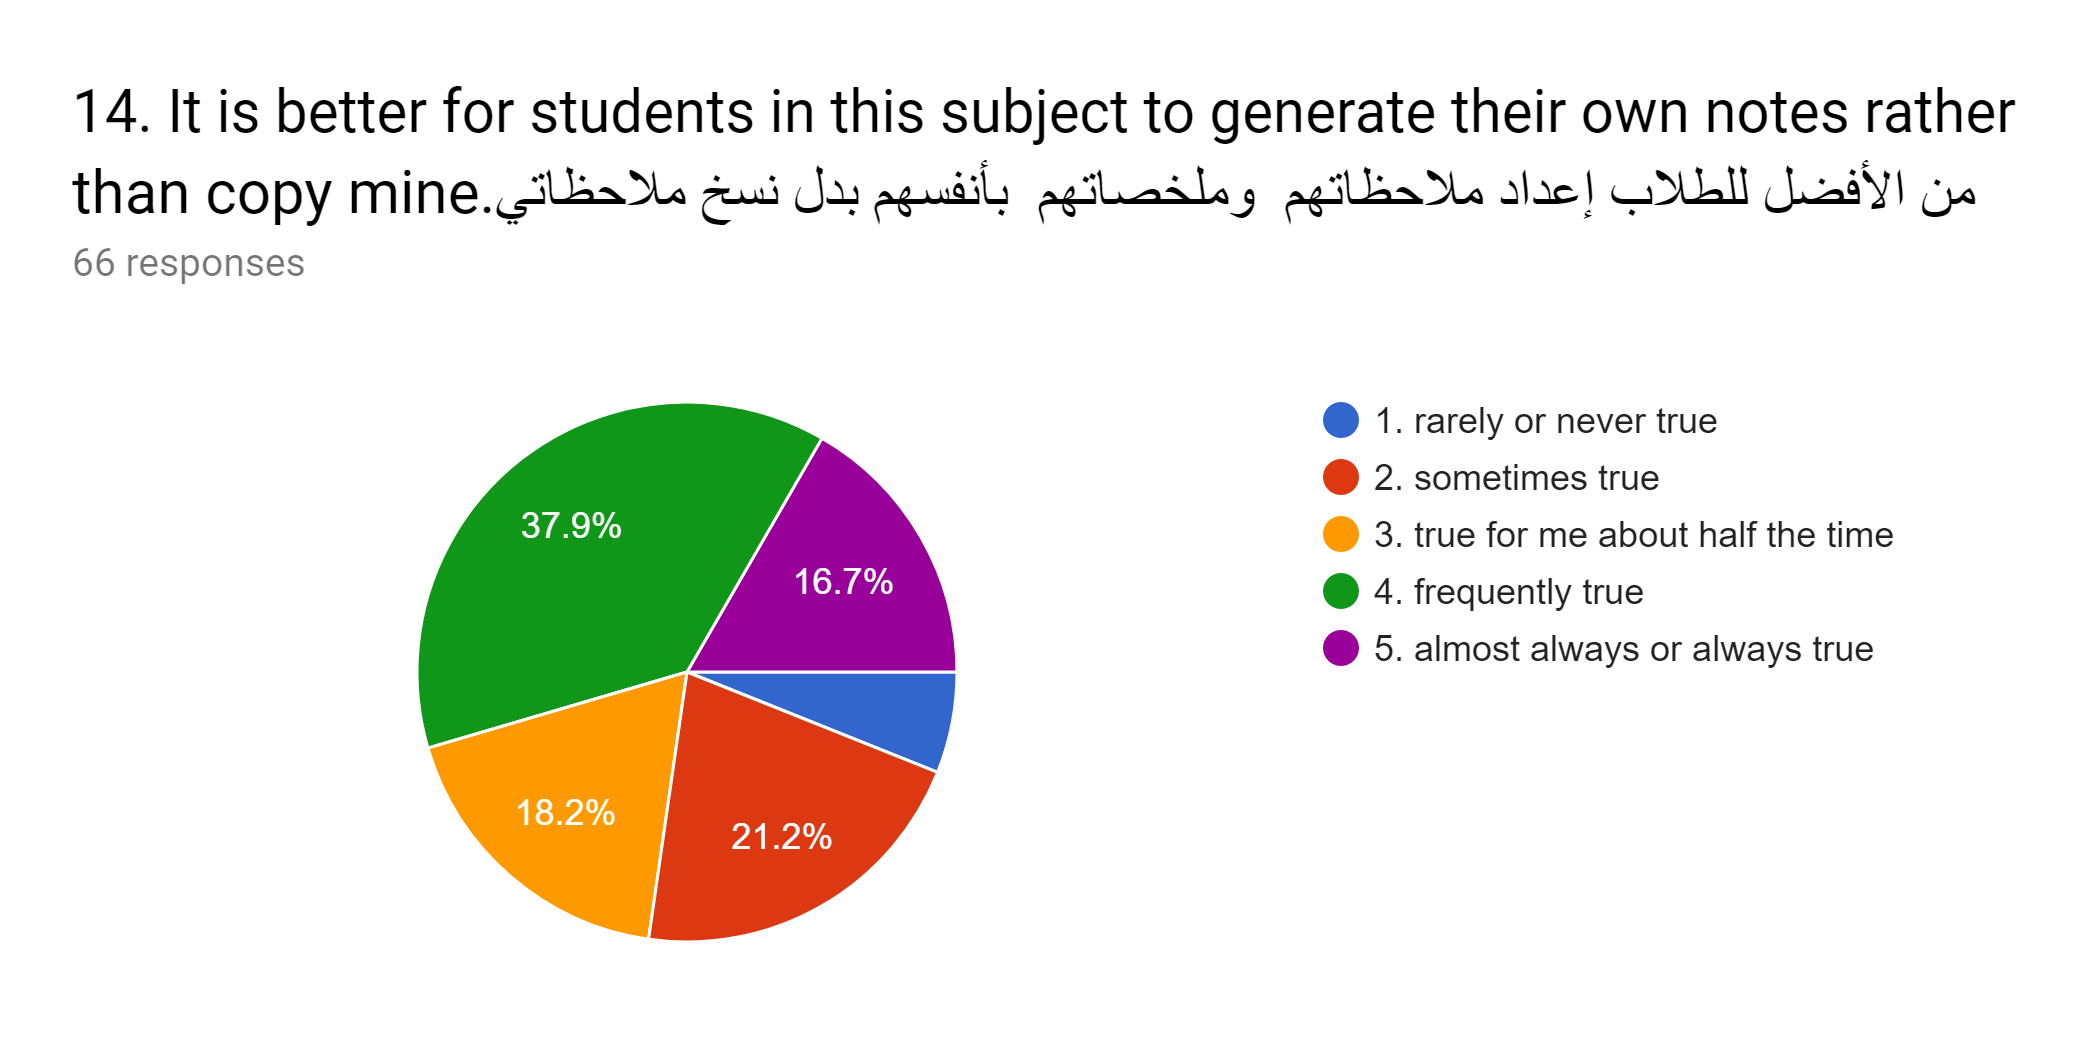 14. It is better for students in this subject to generate their own notes rather
than copy mine.من الأفضل للطلاب إعداد ملاحظاتهم  وملخصاتهم  بأنفسهم بدل نسخ ملاحظاتي
66 responses
37.9%
16.7%
18.2%
21.2%
1. rarely or never true
2. sometimes true
3. true for me about half the time
4. frequently true
5. almost always or always true